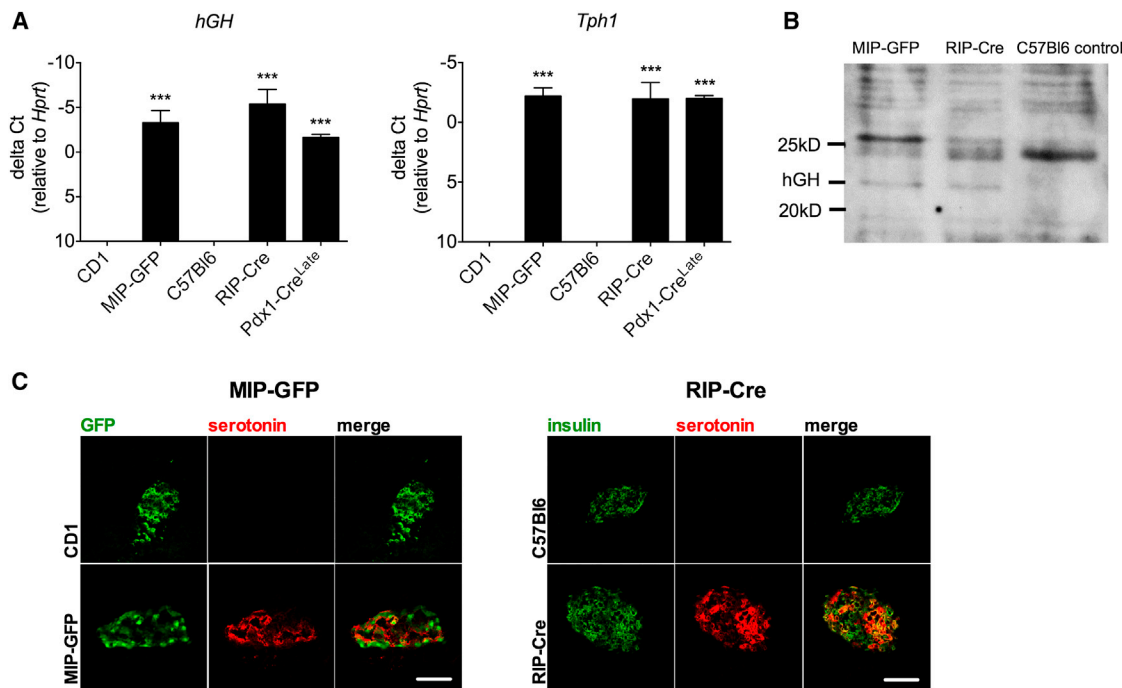 A
hGH
delta Ct
(relative to Hprt)
-10
-5
0
5
10
CD1
MIP-GFP
C57Bl6
RIP-Cre
Pdx1-CreLate
Tph1
delta Ct
(relative to Hprt)
-5
0
5
10
CD1
MIP-GFP
C57Bl6
RIP-Cre
Pdx1-CreLate
***
***
***
***
***
***
B
MIP-GFP RIP-Cre C57Bl6 control
25kD
hGH
20kD
C
MIP-GFP
GFP serotonin merge
CD1
MIP-GFP
RIP-Cre
insulin serotonin merge
C57Bl6
RIP-Cre